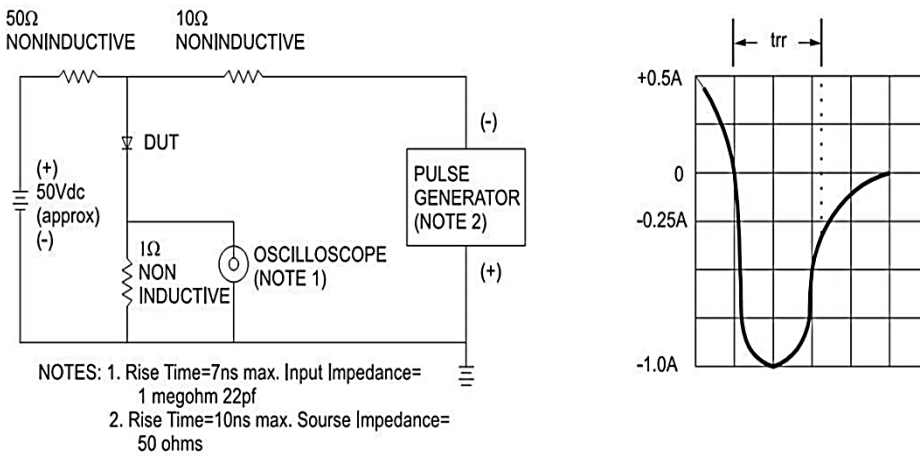 50Ω
NONINDUCTIVE
10Ω
NONINDUCTIVE
DUT
(+)
50Vdc
(approx)
(-)
1Ω
NON
INDUCTIVE
OSCILLOSCOPE
(NOTE 1)
(-)
PULSE
GENERATOR
(NOTE 2)
(+)
NOTES: 1. Rise Time=7ns max. Input Impedance=
1 megohm 22pf
2. Rise Time=10ns max. Sourse Impedance=
50 ohms
trr
+0.5A
0
-0.25A
-1.0A